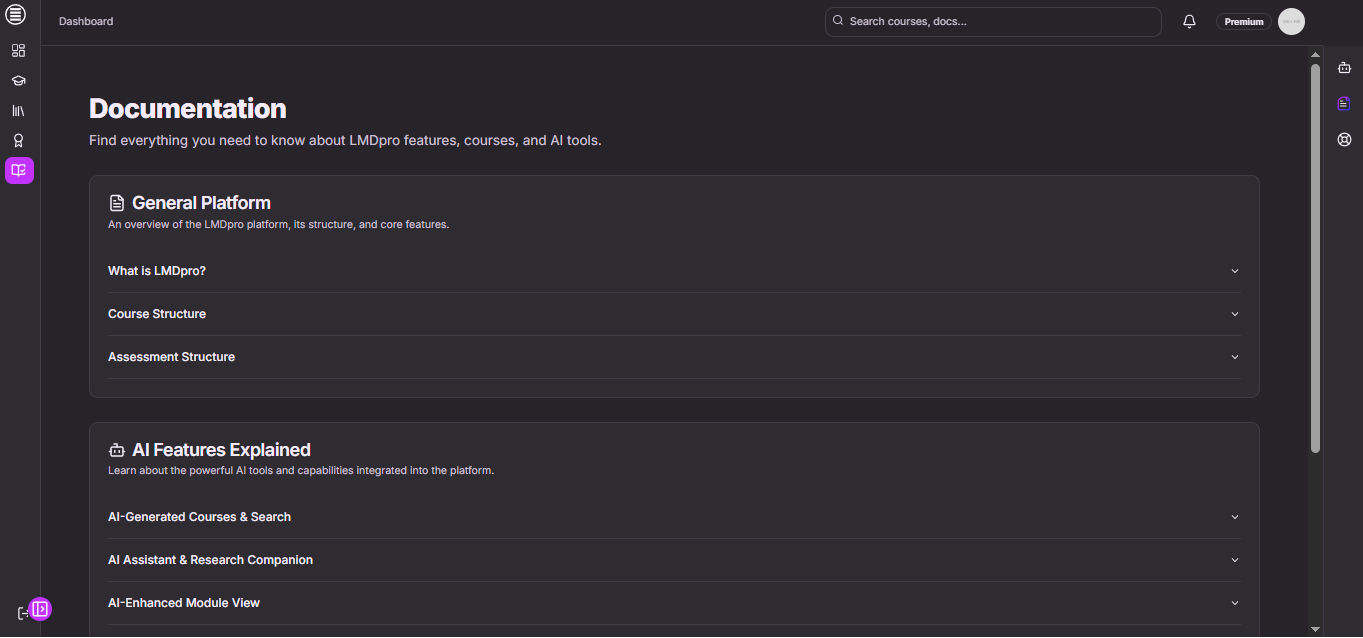 Dashboard
Search courses, docs...
Premium
Documentation
Find everything you need to know about LMDpro features, courses, and AI tools.
General Platform
An overview of the LMDpro platform, its structure, and core features.
What is LMDpro?
Course Structure
Assessment Structure
AI Features Explained
Learn about the powerful AI tools and capabilities integrated into the platform.
AI-Generated Courses & Search
AI Assistant & Research Companion
AI-Enhanced Module View